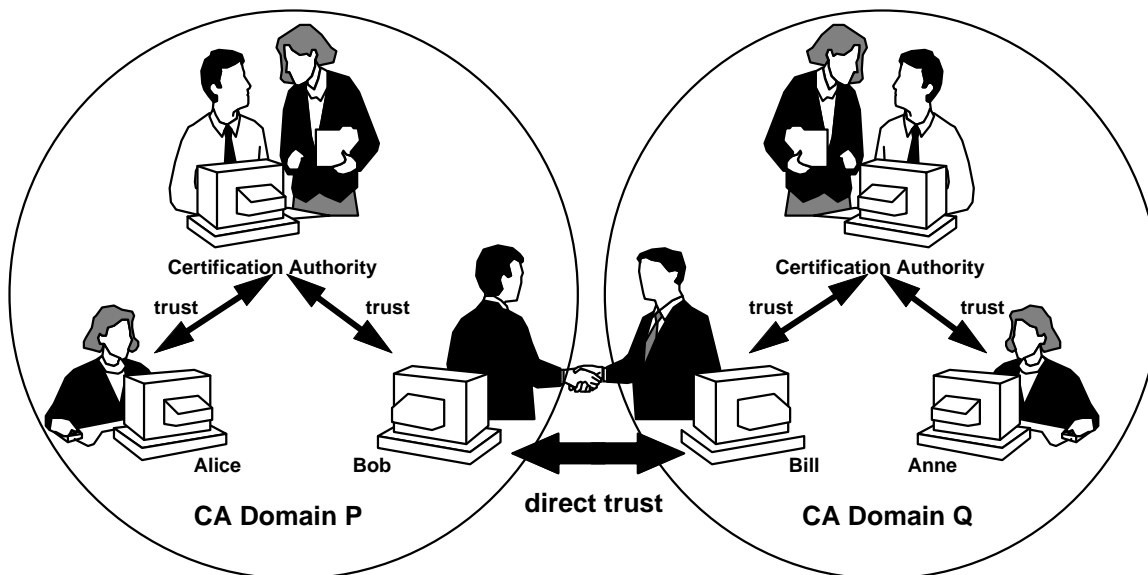 Certification Authority
Certification Authority
trust
trust
trust
trust
Alice
Bob
Bill
Anne
direct trust
CA Domain P
CA Domain Q